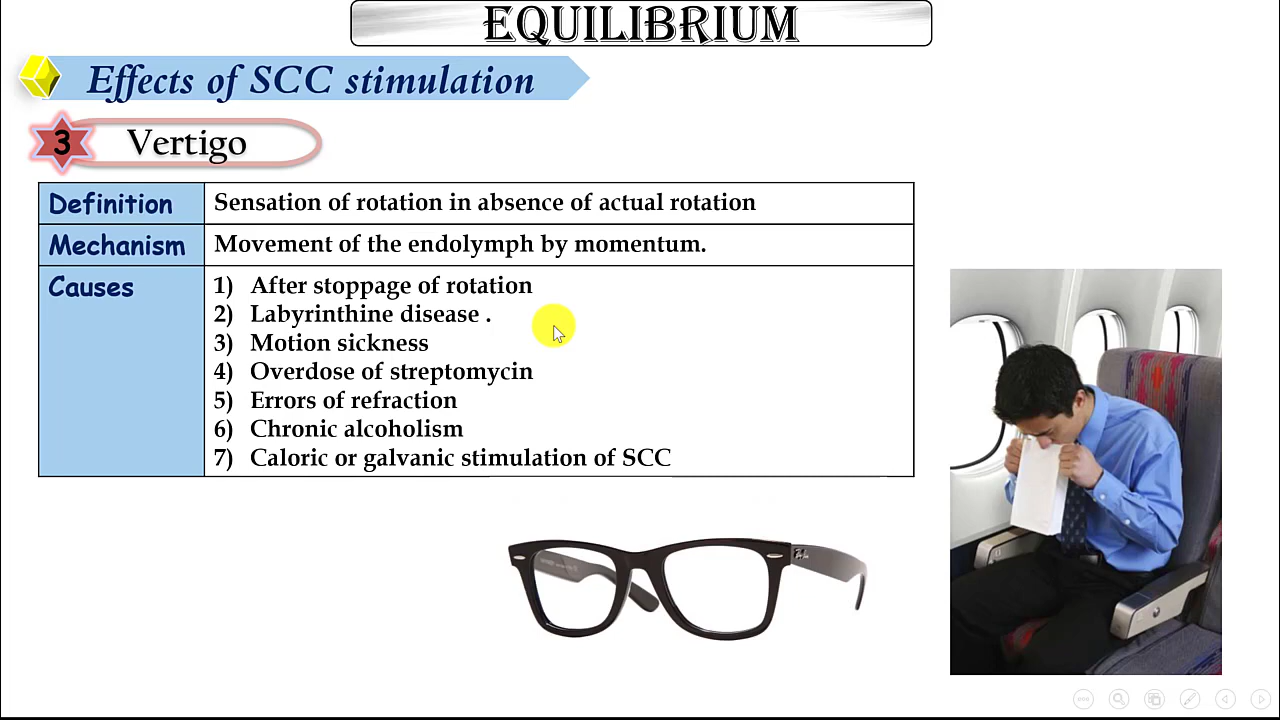 EQUILIBRIUM
Effects of SCC stimulation
3 Vertigo
Definition Sensation of rotation in absence of actual rotation
Mechanism Movement of the endolymph by momentum.
Causes 1) After stoppage of rotation
2) Labyrinthine disease .
3) Motion sickness
4) Overdose of streptomycin
5) Errors of refraction
6) Chronic alcoholism
7) Caloric or galvanic stimulation of SCC
Ray-Ban